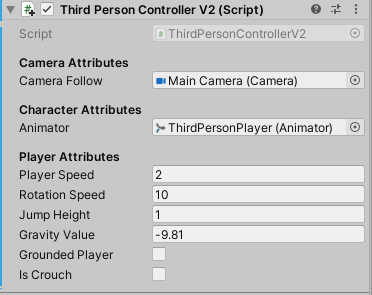 Third Person Controller V2 (Script)
Script ThirdPersonControllerV2
Camera Attributes
Camera Follow Main Camera (Camera)
Character Attributes
Animator ThirdPersonPlayer (Animator)
Player Attributes
Player Speed 2
Rotation Speed 10
Jump Height 1
Gravity Value -9.81
Grounded Player
Is Crouch